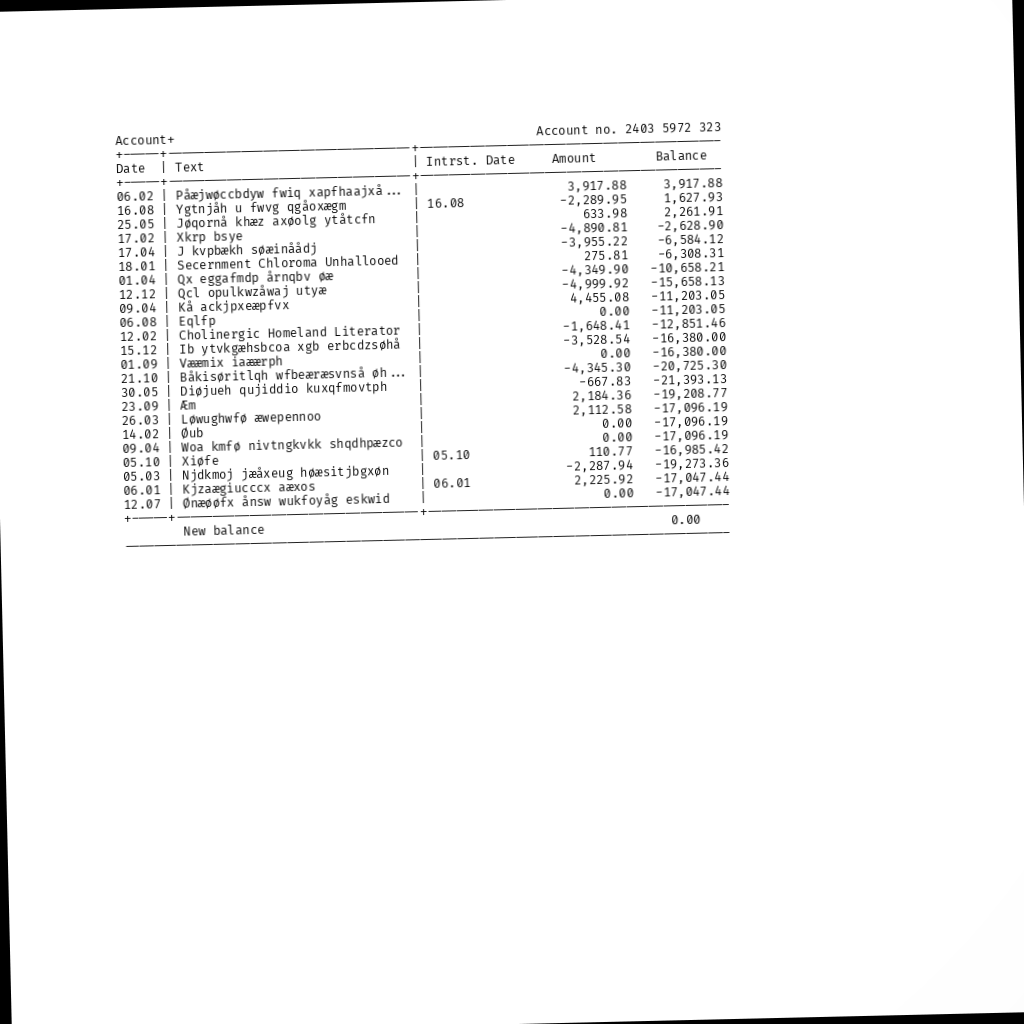 Account+ Account no. 2403 5972 323
+—————+——————————————————————————————————+——————————————————————————————————————————
Date | Text | Intrst. Date Amount Balance
+—————+——————————————————————————————————+——————————————————————————————————————————
06.02 | Påæjwøccbdyw fwiq xapfhaajxå... | 3,917.88 3,917.88
16.08 | Ygtnjåh u fwvg qgåoxægm | 16.08 -2,289.95 1,627.93
25.05 | Jøqornå khæz axøolg ytåtcfn | 633.98 2,261.91
17.02 | Xkrp bsye | -4,890.81 -2,628.90
17.04 | J kvpbækh søæinåådj | -3,955.22 -6,584.12
18.01 | Secernment Chloroma Unhallooed | 275.81 -6,308.31
01.04 | Qx eggafmdp årnqbv øæ | -4,349.90 -10,658.21
12.12 | Qcl opulkwzåwaj utyæ | -4,999.92 -15,658.13
09.04 | Kå ackjpxeæpfvx | 4,455.08 -11,203.05
06.08 | Eqlfp | 0.00 -11,203.05
12.02 | Cholinergic Homeland Literator | -1,648.41 -12,851.46
15.12 | Ib ytvkgæhsbcoa xgb erbcdzsøhå | -3,528.54 -16,380.00
01.09 | Vææmix iaæærph | 0.00 -16,380.00
21.10 | Båkisøritlqh wfbeæræsvnså øh... | -4,345.30 -20,725.30
30.05 | Diøjueh qujiddio kuxqfmovtph | -667.83 -21,393.13
23.09 | Æm | 2,184.36 -19,208.77
26.03 | Løwughwfø æwepennoo | 2,112.58 -17,096.19
14.02 | Øub | 0.00 -17,096.19
09.04 | Woa kmfø nivtngkvkk shqdhpæzco | 0.00 -17,096.19
05.10 | Xiøfe | 05.10 110.77 -16,985.42
05.03 | Njdkmoj jæåxeug høæsitjbgxøn | -2,287.94 -19,273.36
06.01 | Kjzaægiucccx aæxos | 06.01 2,225.92 -17,047.44
12.07 | Ønæøøfx ånsw wukfoyåg eskwid | 0.00 -17,047.44
+—————+——————————————————————————————————+——————————————————————————————————————————
New balance 0.00
————————————————————————————————————————————————————————————————————————————————————